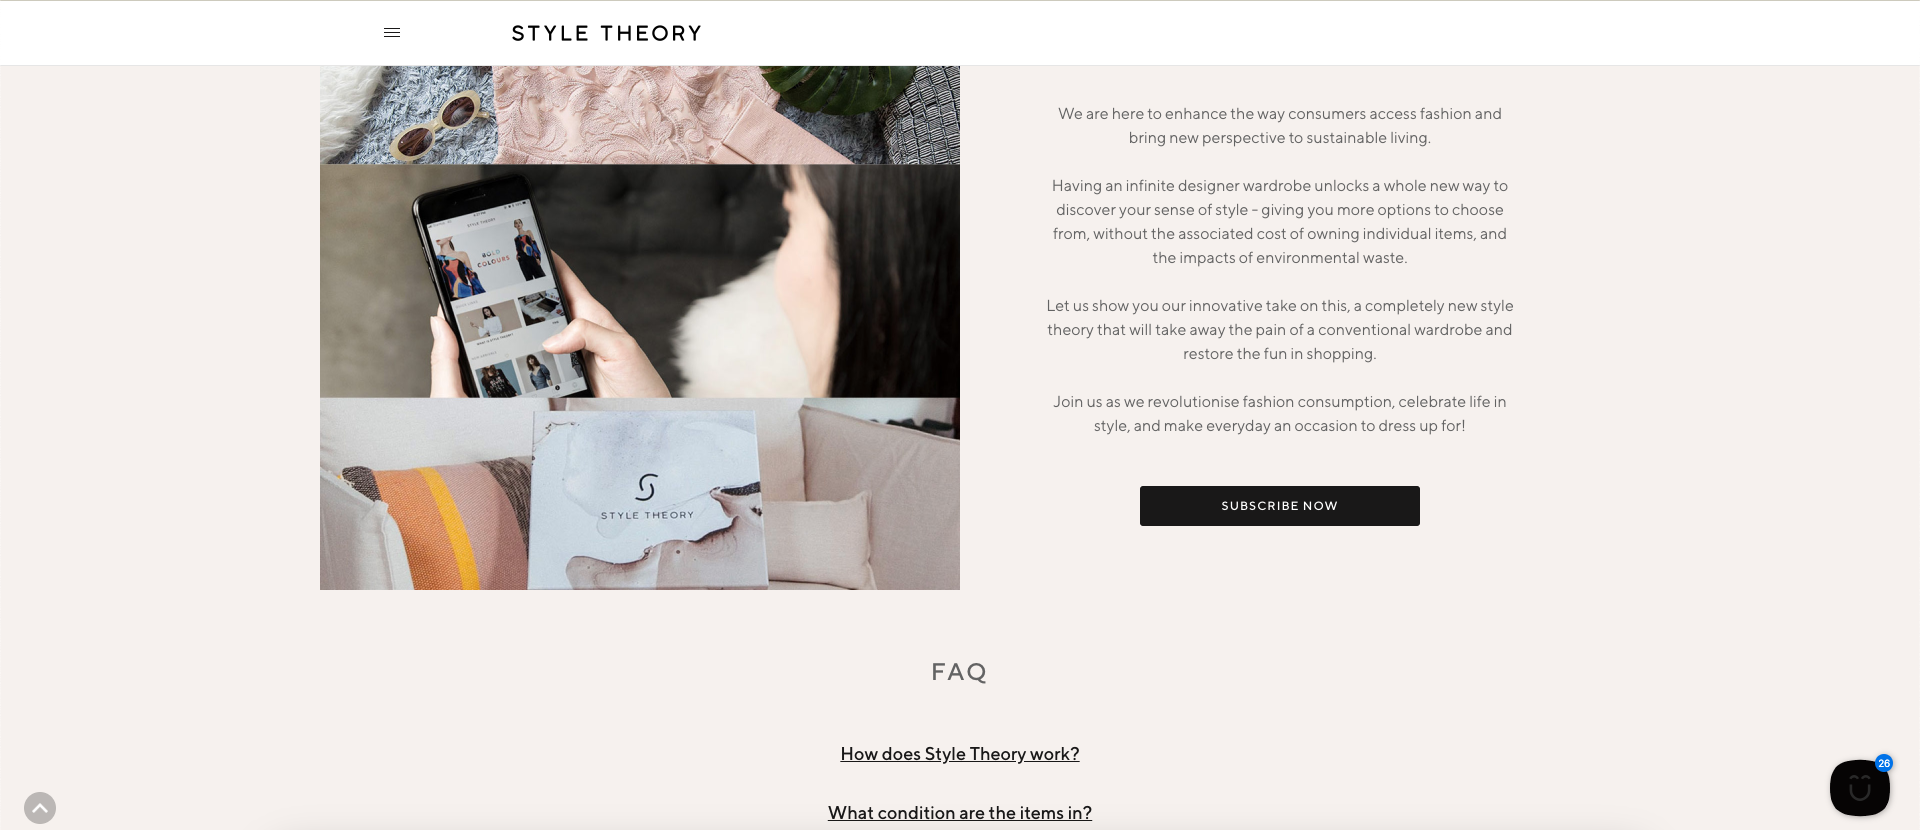 STYLE THEORY
We are here to enhance the way consumers access fashion and
bring new perspective to sustainable living.
Having an infinite designer wardrobe unlocks a whole new way to
discover your sense of style - giving you more options to choose
from, without the associated cost of owning individual items, and
the impacts of environmental waste.
Let us show you our innovative take on this, a completely new style
theory that will take away the pain of a conventional wardrobe and
restore the fun in shopping.
Join us as we revolutionise fashion consumption, celebrate life in
style, and make everyday an occasion to dress up for!
SUBSCRIBE NOW
STYLE THEORY
BOLD
COLOURS
STYLE THEORY
FAQ
How does Style Theory work?
What condition are the items in?
26